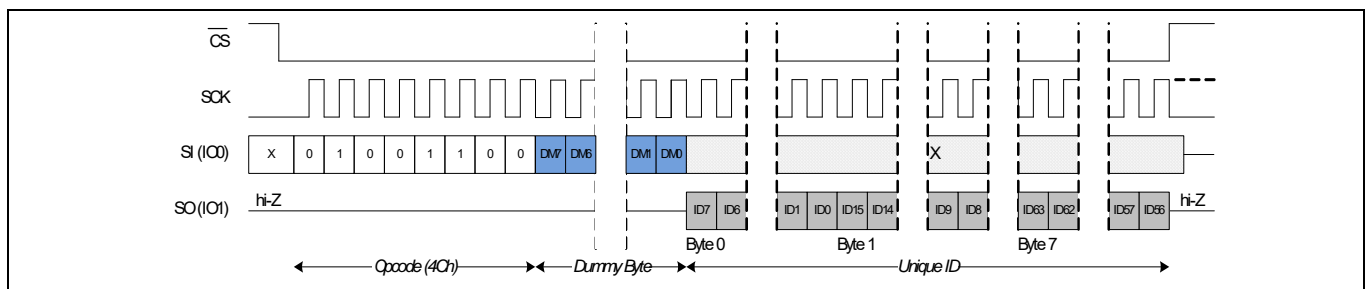 CS
SCK
SI (IO0) X 0 1 0 0 1 1 0 0 DM7 DM6 DM1 DM0 X
SO (IO1) hi-Z ID7 ID6 ID1 ID0 ID15 ID14 ID9 ID8 ID63 ID62 ID57 ID56 hi-Z
Byte 0 Byte 1 Byte 7
Opcode (4Ch) Dummy Byte Unique ID